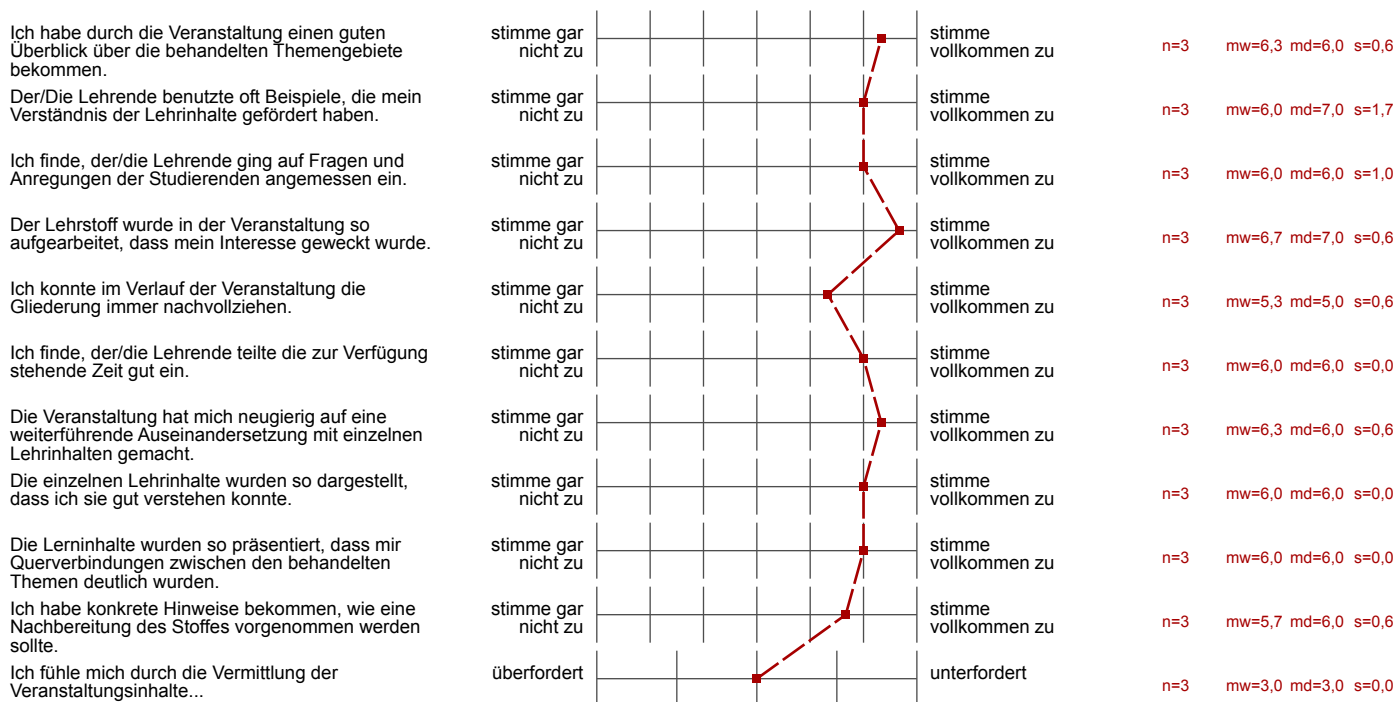 Ich habe durch die Veranstaltung einen guten
Überblick über die behandelten Themengebiete
bekommen.
stimme gar
nicht zu
stimme
vollkommen zu
n=3 mw=6,3 md=6,0 s=0,6
Der/Die Lehrende benutzte oft Beispiele, die mein
Verständnis der Lehrinhalte gefördert haben.
stimme gar
nicht zu
stimme
vollkommen zu
n=3 mw=6,0 md=7,0 s=1,7
Ich finde, der/die Lehrende ging auf Fragen und
Anregungen der Studierenden angemessen ein.
stimme gar
nicht zu
stimme
vollkommen zu
n=3 mw=6,0 md=6,0 s=1,0
Der Lehrstoff wurde in der Veranstaltung so
aufgearbeitet, dass mein Interesse geweckt wurde.
stimme gar
nicht zu
stimme
vollkommen zu
n=3 mw=6,7 md=7,0 s=0,6
Ich konnte im Verlauf der Veranstaltung die
Gliederung immer nachvollziehen.
stimme gar
nicht zu
stimme
vollkommen zu
n=3 mw=5,3 md=5,0 s=0,6
Ich finde, der/die Lehrende teilte die zur Verfügung
stehende Zeit gut ein.
stimme gar
nicht zu
stimme
vollkommen zu
n=3 mw=6,0 md=6,0 s=0,0
Die Veranstaltung hat mich neugierig auf eine
weiterführende Auseinandersetzung mit einzelnen
Lehrinhalten gemacht.
stimme gar
nicht zu
stimme
vollkommen zu
n=3 mw=6,3 md=6,0 s=0,6
Die einzelnen Lehrinhalte wurden so dargestellt,
dass ich sie gut verstehen konnte.
stimme gar
nicht zu
stimme
vollkommen zu
n=3 mw=6,0 md=6,0 s=0,0
Die Lerninhalte wurden so präsentiert, dass mir
Querverbindungen zwischen den behandelten
Themen deutlich wurden.
stimme gar
nicht zu
stimme
vollkommen zu
n=3 mw=6,0 md=6,0 s=0,0
Ich habe konkrete Hinweise bekommen, wie eine
Nachbereitung des Stoffes vorgenommen werden
sollte.
stimme gar
nicht zu
stimme
vollkommen zu
n=3 mw=5,7 md=6,0 s=0,6
Ich fühle mich durch die Vermittlung der
Veranstaltungsinhalte...
überfordert
unterfordert
n=3 mw=3,0 md=3,0 s=0,0